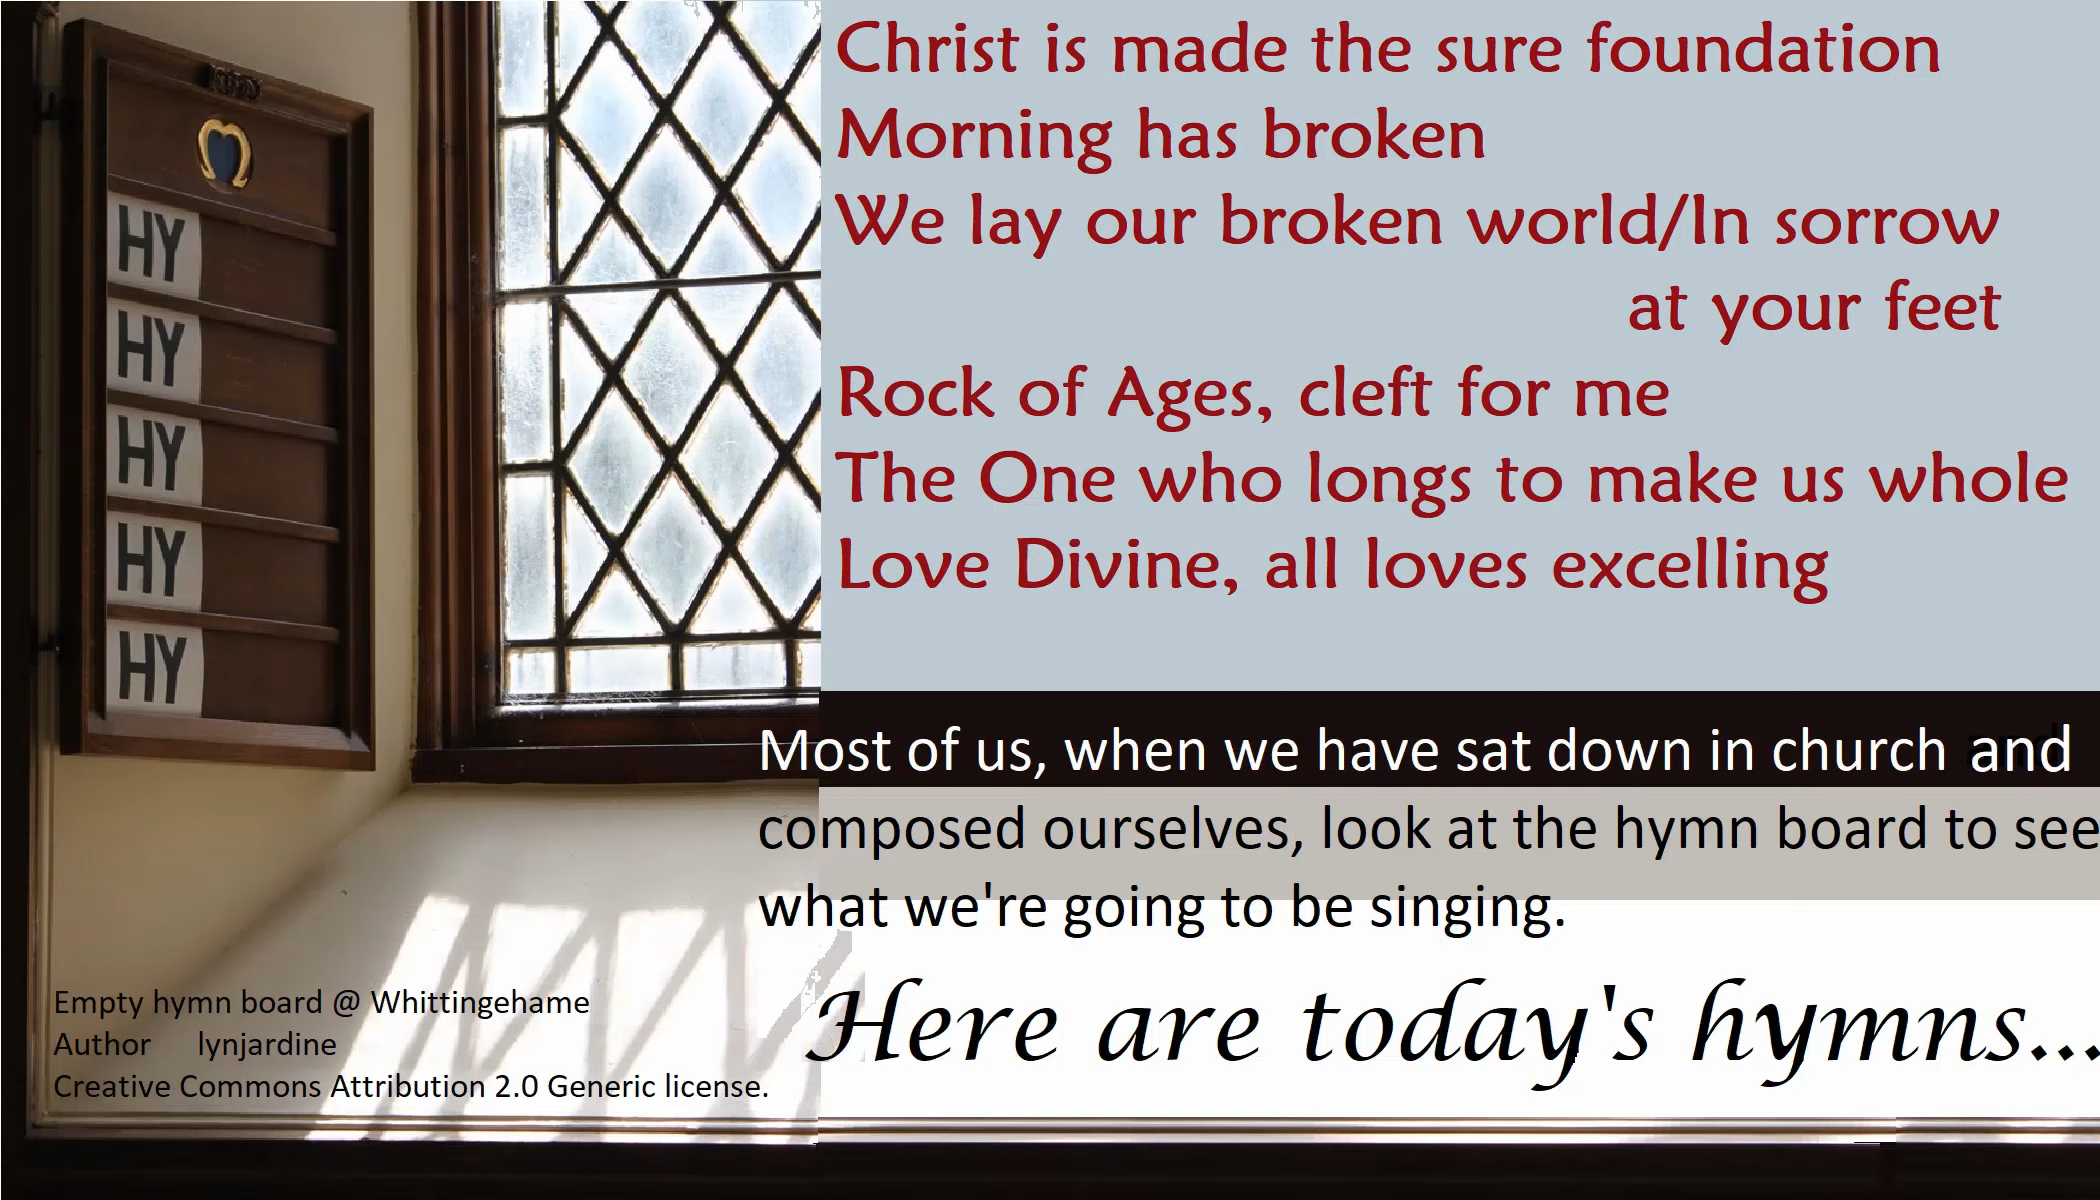 HY
HY
HY
HY
HY
Christ is made the sure foundation
Morning has broken
We lay our broken world/In sorrow
at your feet
Rock of Ages, cleft for me
The One who longs to make us whole
Love Divine, all loves excelling
Most of us, when we have sat down in church and
composed ourselves, look at the hymn board to see
what we're going to be singing.
Here are today's hymns...
Empty hymn board @ Whittingehame
Author lynjardine
Creative Commons Attribution 2.0 Generic license.